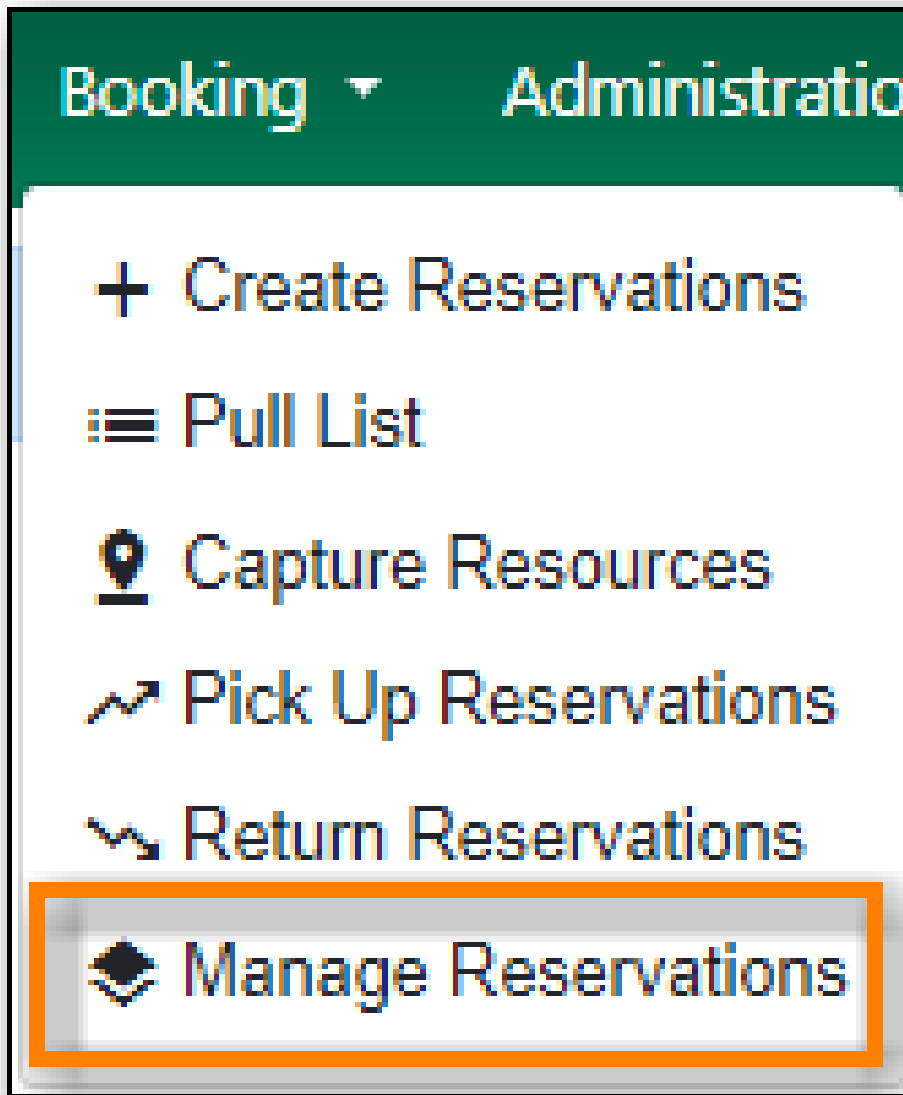 Booking Administratio
Create Reservations
Pull List
Capture Resources
Pick Up Reservations
Return Reservations
Manage Reservations